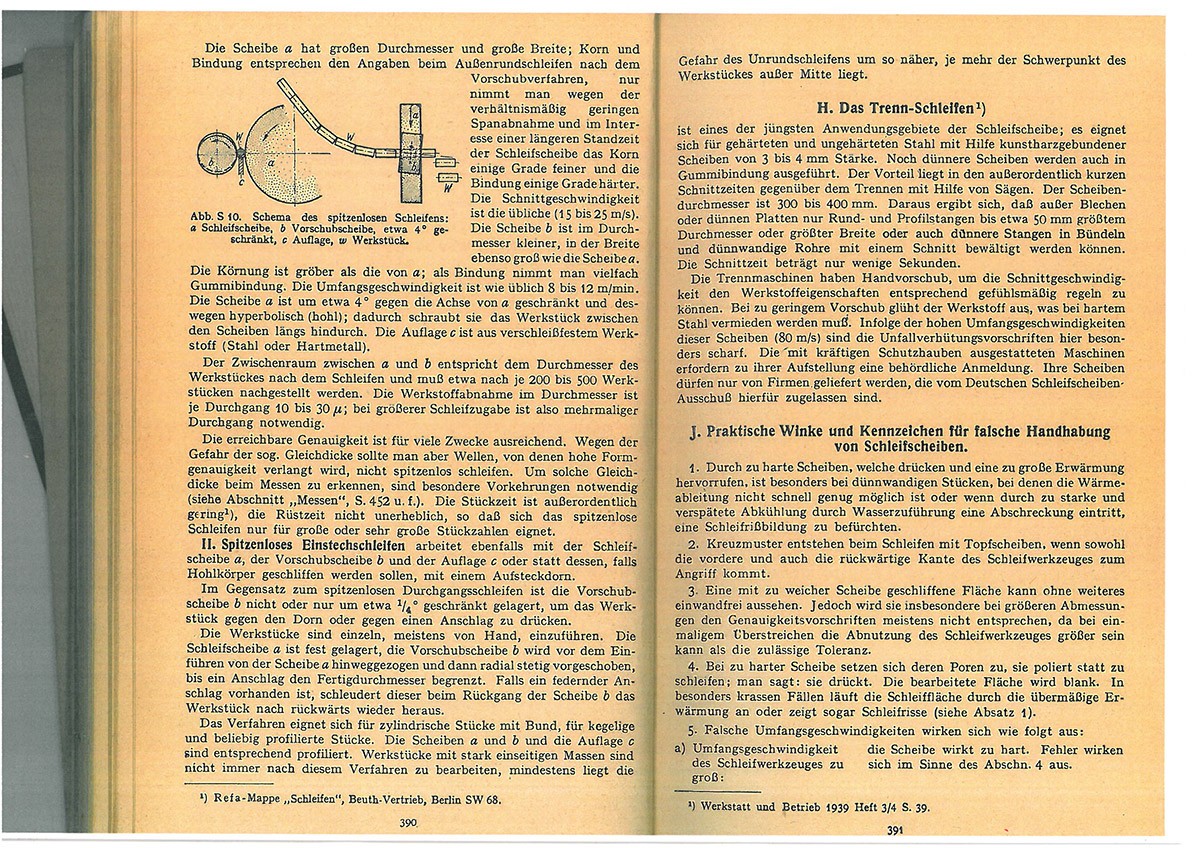 Die Scheibe a hat großen Durchmesser und große Breite; Korn und
Bindung entsprechen den Angaben beim Außenrundschleifen nach dem
Vorschubverfahren, nur
nimmt man wegen der
verhältnismäßig geringen
Spanabnahme und im Inter-
esse einer längeren Standzeit
der Schleifscheibe das Korn
einige Grade feiner und die
Bindung einige Grade härter.
Die Schnittgeschwindigkeit
ist die übliche (15 bis 25 m/s).
Die Scheibe b ist im Durch-
messer kleiner, in der Breite
ebenso groß wie die Scheibe a.
W
a
b
c
W
a
b
W
Abb. S 10. Schema des spitzenlosen Schleifens:
a Schleifscheibe, b Vorschubscheibe, etwa 4° ge-
schränkt, c Auflage, w Werkstück.
Die Körnung ist gröber als die von a; als Bindung nimmt man vielfach
Gummibindung. Die Umfangsgeschwindigkeit ist wie üblich 8 bis 12 m/min.
Die Scheibe a ist um etwa 4° gegen die Achse von a geschränkt und des-
wegen hyperbolisch (hohl); dadurch schraubt sie das Werkstück zwischen
den Scheiben längs hindurch. Die Auflage c ist aus verschleißfestem Werk-
stoff (Stahl oder Hartmetall).
Der Zwischenraum zwischen a und b entspricht dem Durchmesser des
Werkstückes nach dem Schleifen und muß etwa nach je 200 bis 500 Werk-
stücken nachgestellt werden. Die Werkstoffabnahme im Durchmesser ist
je Durchgang 10 bis 30 μ; bei größerer Schleifzugabe ist also mehrmaliger
Durchgang notwendig.
Die erreichbare Genauigkeit ist für viele Zwecke ausreichend. Wegen der
Gefahr der sog. Gleichdicke sollte man aber Wellen, von denen hohe Form-
genauigkeit verlangt wird, nicht spitzenlos schleifen. Um solche Gleich-
dicke beim Messen zu erkennen, sind besondere Vorkehrungen notwendig
(siehe Abschnitt „Messen“, S. 452 u. f.). Die Stückzeit ist außerordentlich
gering¹), die Rüstzeit nicht unerheblich, so daß sich das spitzenlose
Schleifen nur für große oder sehr große Stückzahlen eignet.
II. Spitzenloses Einstechschleifen arbeitet ebenfalls mit der Schleif-
scheibe a, der Vorschubscheibe b und der Auflage c oder statt dessen, falls
Hohlkörper geschliffen werden sollen, mit einem Aufsteckdorn.
Im Gegensatz zum spitzenlosen Durchgangsschleifen ist die Vorschub-
scheibe b nicht oder nur um etwa ¹/₄° geschränkt gelagert, um das Werk-
stück gegen den Dorn oder gegen einen Anschlag zu drücken.
Die Werkstücke sind einzeln, meistens von Hand, einzuführen. Die
Schleifscheibe a ist fest gelagert, die Vorschubscheibe b wird vor dem Ein-
führen von der Scheibe a hinweggezogen und dann radial stetig vorgeschoben,
bis ein Anschlag den Fertigdurchmesser begrenzt. Falls ein federnder An-
schlag vorhanden ist, schleudert dieser beim Rückgang der Scheibe b das
Werkstück nach rückwärts wieder heraus.
Das Verfahren eignet sich für zylindrische Stücke mit Bund, für kegelige
und beliebig profilierte Stücke. Die Scheiben a und b und die Auflage c
sind entsprechend profiliert. Werkstücke mit stark einseitigen Massen sind
nicht immer nach diesem Verfahren zu bearbeiten, mindestens liegt die
¹) Refa-Mappe „Schleifen“, Beuth-Vertrieb, Berlin SW 68.
390
Gefahr des Unrundschleifens um so näher, je mehr der Schwerpunkt des
Werkstückes außer Mitte liegt.
H. Das Trenn-Schleifen¹)
ist eines der jüngsten Anwendungsgebiete der Schleifscheibe; es eignet
sich für gehärteten und ungehärteten Stahl mit Hilfe kunstharzgebundener
Scheiben von 3 bis 4 mm Stärke. Noch dünnere Scheiben werden auch in
Gummibindung ausgeführt. Der Vorteil liegt in den außerordentlich kurzen
Schnittzeiten gegenüber dem Trennen mit Hilfe von Sägen. Der Scheiben-
durchmesser ist 300 bis 400 mm. Daraus ergibt sich, daß außer Blechen
oder dünnen Platten nur Rund- und Profilstangen bis etwa 50 mm größtem
Durchmesser oder größter Breite oder auch dünnere Stangen in Bündeln
und dünnwandige Rohre mit einem Schnitt bewältigt werden können.
Die Schnittzeit beträgt nur wenige Sekunden.
Die Trennmaschinen haben Handvorschub, um die Schnittgeschwindig-
keit den Werkstoffeigenschaften entsprechend gefühlsmäßig regeln zu
können. Bei zu geringem Vorschub glüht der Werkstoff aus, was bei hartem
Stahl vermieden werden muß. Infolge der hohen Umfangsgeschwindigkeiten
dieser Scheiben (80 m/s) sind die Unfallverhütungsvorschriften hier beson-
ders scharf. Die mit kräftigen Schutzhauben ausgestatteten Maschinen
erfordern zu ihrer Aufstellung eine behördliche Anmeldung. Ihre Scheiben
dürfen nur von Firmen geliefert werden, die vom Deutschen Schleifscheiben-
Ausschuß hierfür zugelassen sind.
J. Praktische Winke und Kennzeichen für falsche Handhabung
von Schleifscheiben.
1. Durch zu harte Scheiben, welche drücken und eine zu große Erwärmung
hervorrufen, ist besonders bei dünnwandigen Stücken, bei denen die Wärme-
ableitung nicht schnell genug möglich ist oder wenn durch zu starke und
verspätete Abkühlung durch Wasserzuführung eine Abschreckung eintritt,
eine Schleifrißbildung zu befürchten.
2. Kreuzmuster entstehen beim Schleifen mit Topfscheiben, wenn sowohl
die vordere und auch die rückwärtige Kante des Schleifwerkzeuges zum
Angriff kommt.
3. Eine mit zu weicher Scheibe geschliffene Fläche kann ohne weiteres
einwandfrei aussehen. Jedoch wird sie insbesondere bei größeren Abmessun-
gen den Genauigkeitsvorschriften meistens nicht entsprechen, da bei ein-
maligem Überstreichen die Abnutzung des Schleifwerkzeuges größer sein
kann als die zulässige Toleranz.
4. Bei zu harter Scheibe setzen sich deren Poren zu, sie poliert statt zu
schleifen; man sagt: sie drückt. Die bearbeitete Fläche wird blank. In
besonders krassen Fällen läuft die Schleiffläche durch die übermäßige Er-
wärmung an oder zeigt sogar Schleifrisse (siehe Absatz 1).
5. Falsche Umfangsgeschwindigkeiten wirken sich wie folgt aus:
a) Umfangsgeschwindigkeit die Scheibe wirkt zu hart. Fehler wirken
des Schleifwerkzeuges zu sich im Sinne des Abschn. 4 aus.
groß:
¹) Werkstatt und Betrieb 1939 Heft 3/4 S. 39.
391